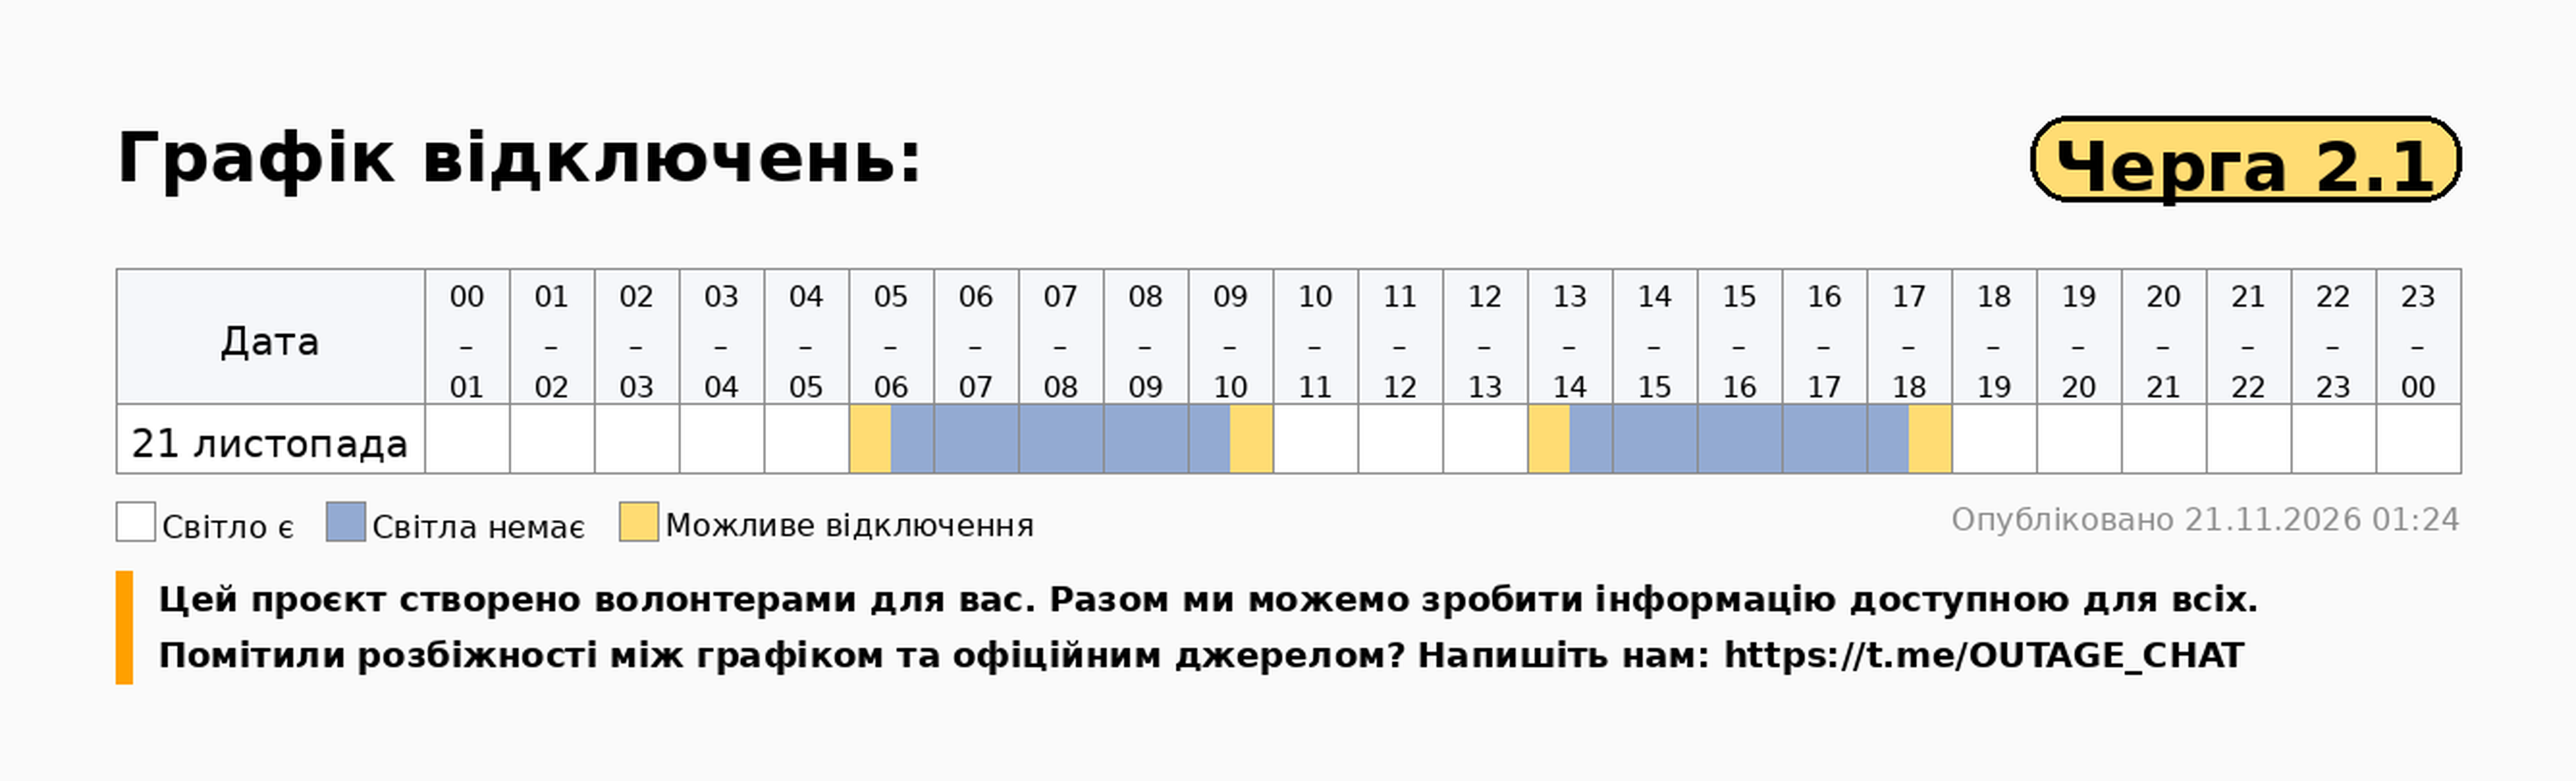 Графік відключень:
Черга 2.1
Дата
00 – 01
01 – 02
02 – 03
03 – 04
04 – 05
05 – 06
06 – 07
07 – 08
08 – 09
09 – 10
10 – 11
11 – 12
12 – 13
13 – 14
14 – 15
15 – 16
16 – 17
17 – 18
18 – 19
19 – 20
20 – 21
21 – 22
22 – 23
23 – 00
21 листопада
Світло є
Світла немає
Можливе відключення
Опубліковано 21.11.2026 01:24
Цей проєкт створено волонтерами для вас. Разом ми можемо зробити інформацію доступною для всіх.
Помітили розбіжності між графіком та офіційним джерелом? Напишіть нам: https://t.me/OUTAGE_CHAT